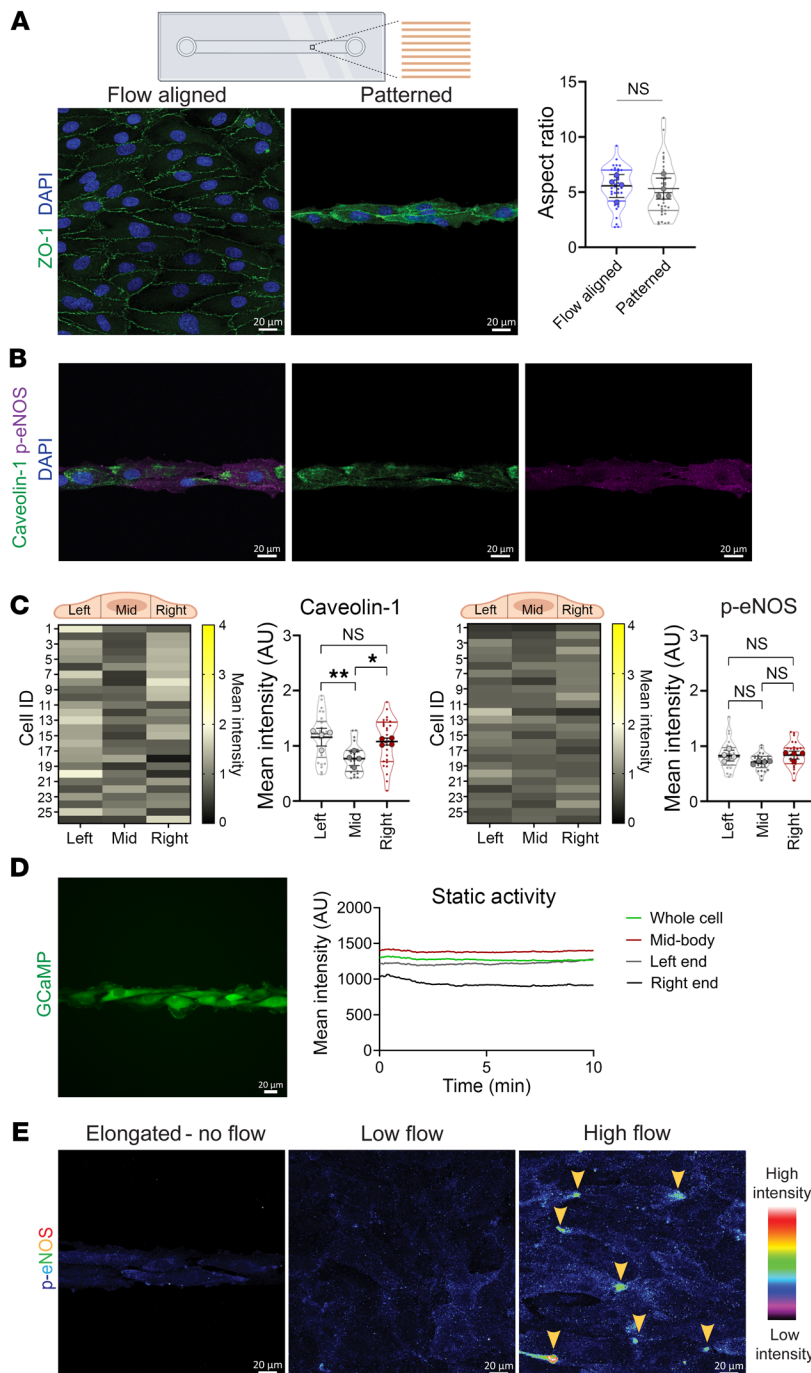 A
Flow aligned
Patterned
ZO-1 DAPI
20 µm
20 µm
15
10
5
0
Aspect ratio
NS
Flow aligned
Patterned
B
Caveolin-1 p-eNOS
DAPI
20 µm
20 µm
20 µm
C
Left Mid Right
Cell ID
1
3
5
7
9
11
13
15
17
19
21
23
25
Left Mid Right
4
3
2
1
0
Mean intensity
Caveolin-1
Mean intensity (AU)
3
2
1
0
NS
** *
Left
Mid
Right
Left Mid Right
Cell ID
1
3
5
7
9
11
13
15
17
19
21
23
25
Left Mid Right
4
3
2
1
0
Mean intensity
p-eNOS
Mean intensity (AU)
3
2
1
0
NS
NS NS
Left
Mid
Right
D
GCaMP
20 µm
Static activity
Mean intensity (AU)
2000
1500
1000
500
0
0 5 10
Time (min)
Whole cell
Mid-body
Left end
Right end
E
Elongated - no flow
Low flow
High flow
p-eNOS
20 µm
20 µm
20 µm
High
intensity
Low
intensity